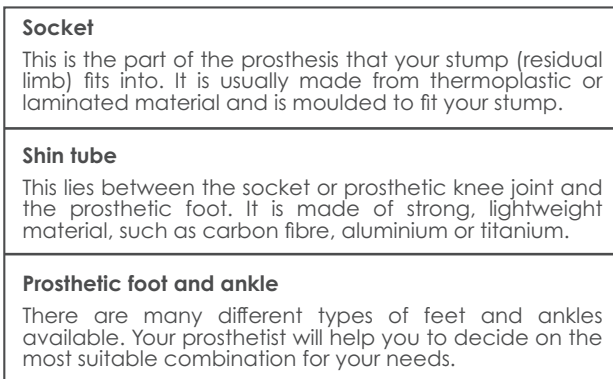 Socket
This is the part of the prosthesis that your stump (residual
limb) fits into. It is usually made from thermoplastic or
laminated material and is moulded to fit your stump.
Shin tube
This lies between the socket or prosthetic knee joint and
the prosthetic foot. It is made of strong, lightweight
material, such as carbon fibre, aluminium or titanium.
Prosthetic foot and ankle
There are many different types of feet and ankles
available. Your prosthetist will help you to decide on the
most suitable combination for your needs.